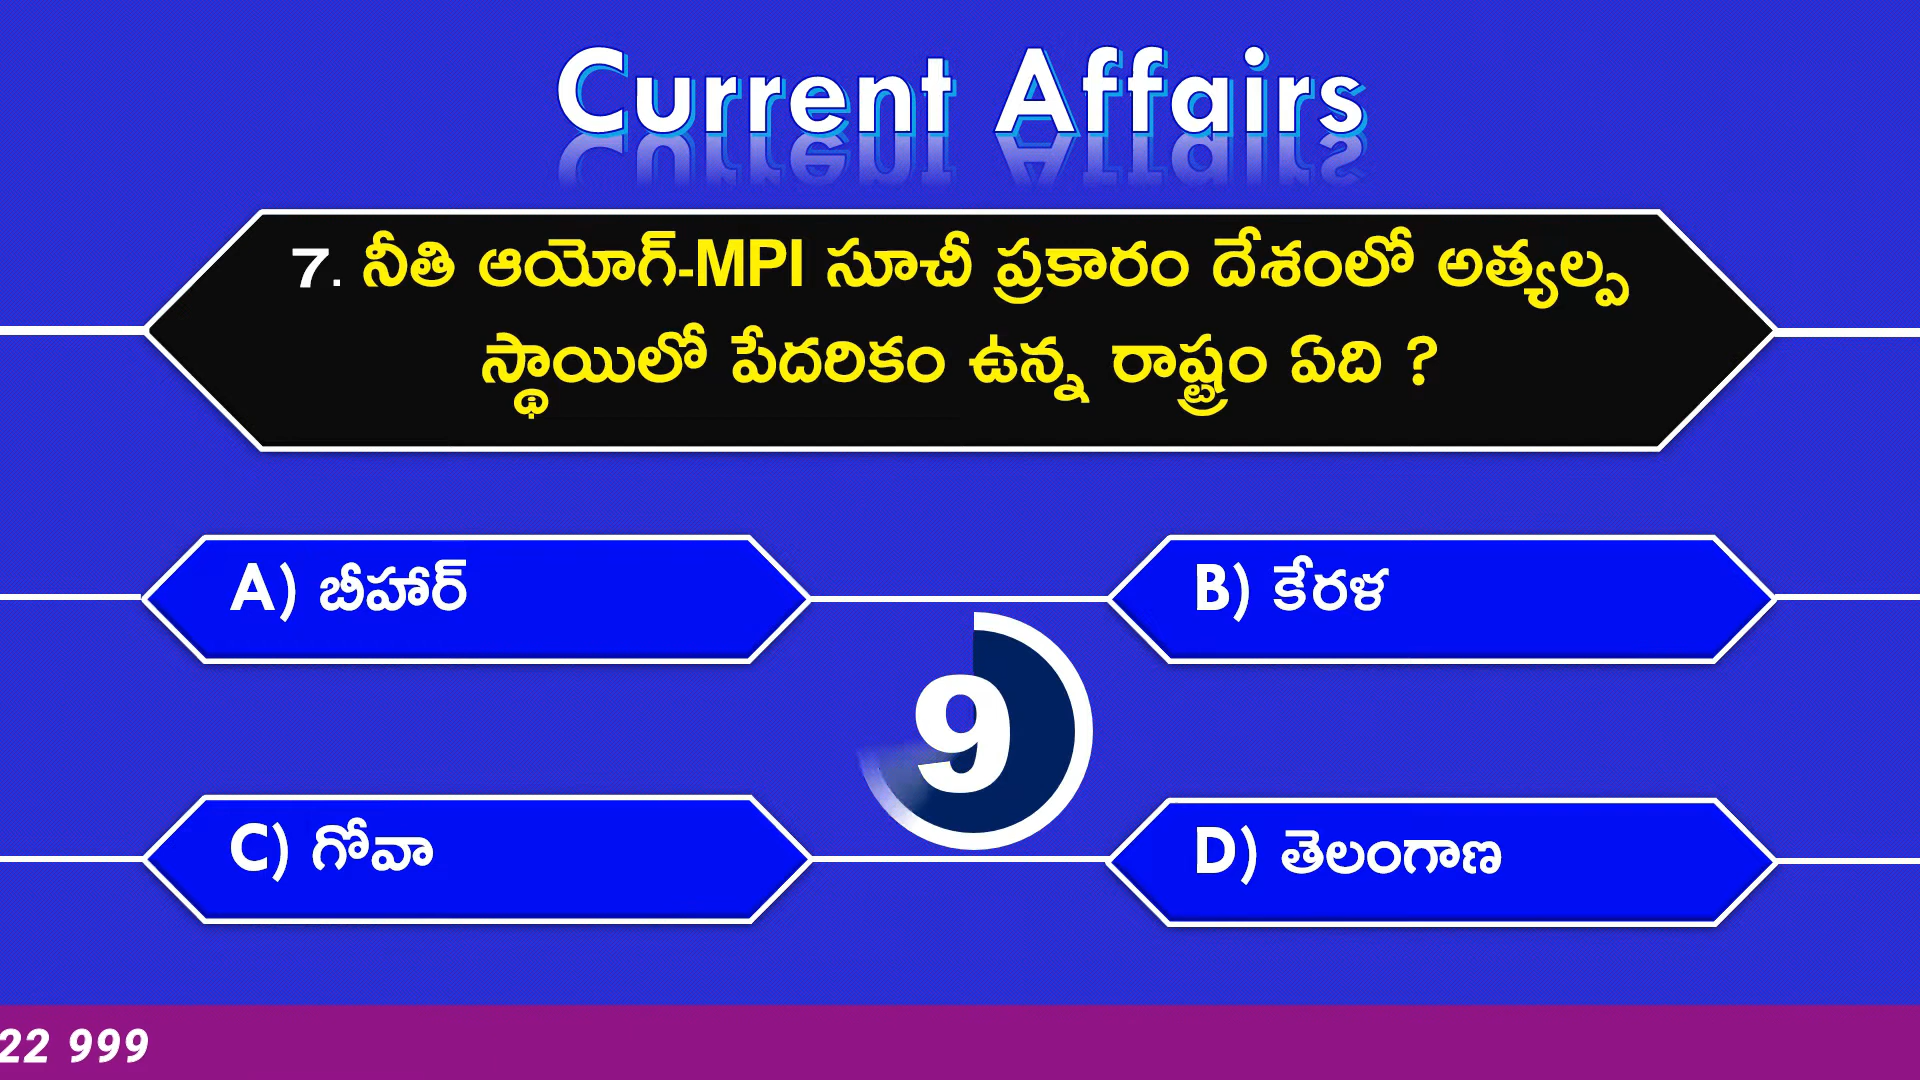 Current Affairs
7. నీతి ఆయోగ్-MPI సూచీ ప్రకారం దేశంలో అత్యల్ప
స్థాయిలో పేదరికం ఉన్న రాష్ట్రం ఏది ?
A) బీహార్
B) కేరళ
9
C) గోవా
D) తెలంగాణ
22 999